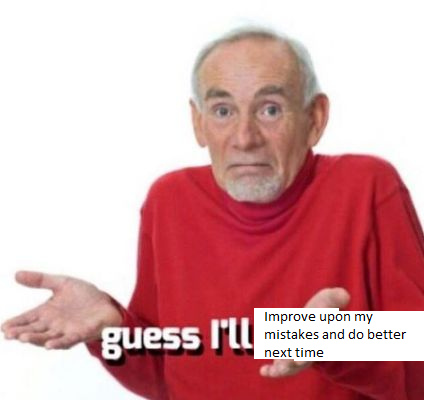 guess I'll
Improve upon my
mistakes and do better
next time